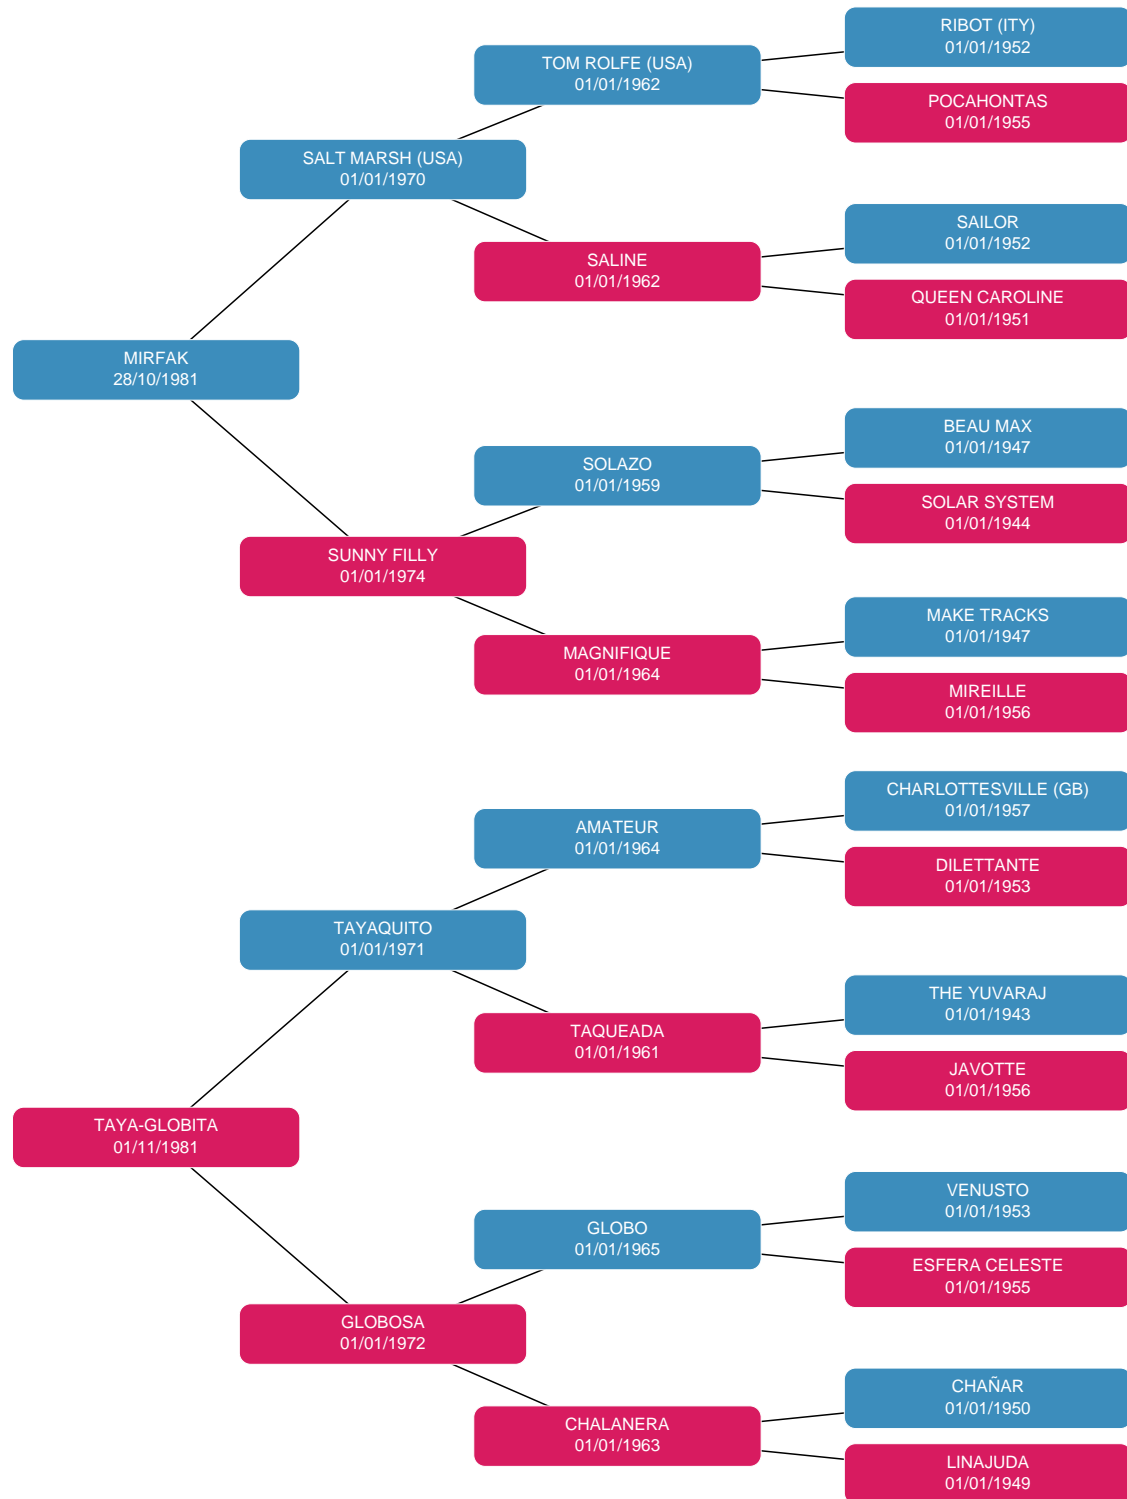 RIBOT (ITY)
01/01/1952
TOM ROLFE (USA)
01/01/1962
POCAHONTAS
01/01/1955
SALT MARSH (USA)
01/01/1970
SAILOR
01/01/1952
SALINE
01/01/1962
QUEEN CAROLINE
01/01/1951
MIRFAK
28/10/1981
BEAU MAX
01/01/1947
SOLAZO
01/01/1959
SOLAR SYSTEM
01/01/1944
SUNNY FILLY
01/01/1974
MAKE TRACKS
01/01/1947
MAGNIFIQUE
01/01/1964
MIREILLE
01/01/1956
CHARLOTTESVILLE (GB)
01/01/1957
AMATEUR
01/01/1964
DILETTANTE
01/01/1953
TAYAQUITO
01/01/1971
THE YUVARAJ
01/01/1943
TAQUEADA
01/01/1961
JAVOTTE
01/01/1956
TAYA-GLOBITA
01/11/1981
VENUSTO
01/01/1953
GLOBO
01/01/1965
ESFERA CELESTE
01/01/1955
GLOBOSA
01/01/1972
CHAÑAR
01/01/1950
CHALANERA
01/01/1963
LINAJUDA
01/01/1949